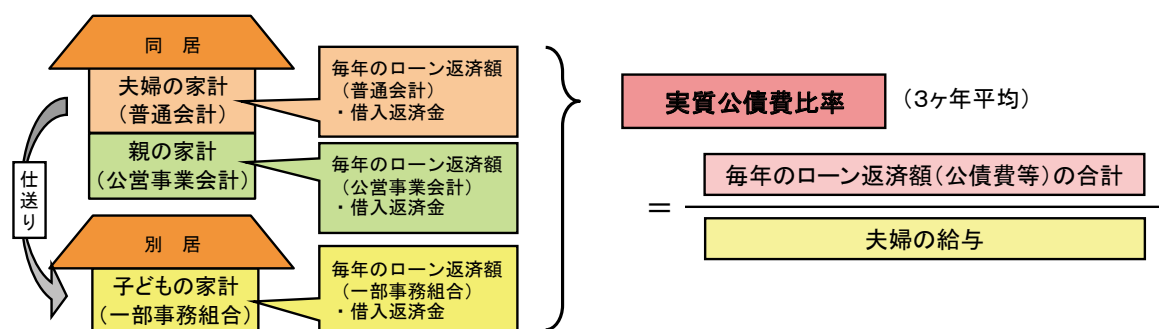 同 居
夫婦の家計
(普通会計)
毎年のローン返済額
(普通会計)
・借入返済金
親の家計
(公営事業会計)
毎年のローン返済額
(公営事業会計)
・借入返済金
仕送り
別 居
子どもの家計
(一部事務組合)
毎年のローン返済額
(一部事務組合)
・借入返済金
実質公債費比率 (3ヶ年平均)
毎年のローン返済額(公債費等)の合計
=
夫婦の給与